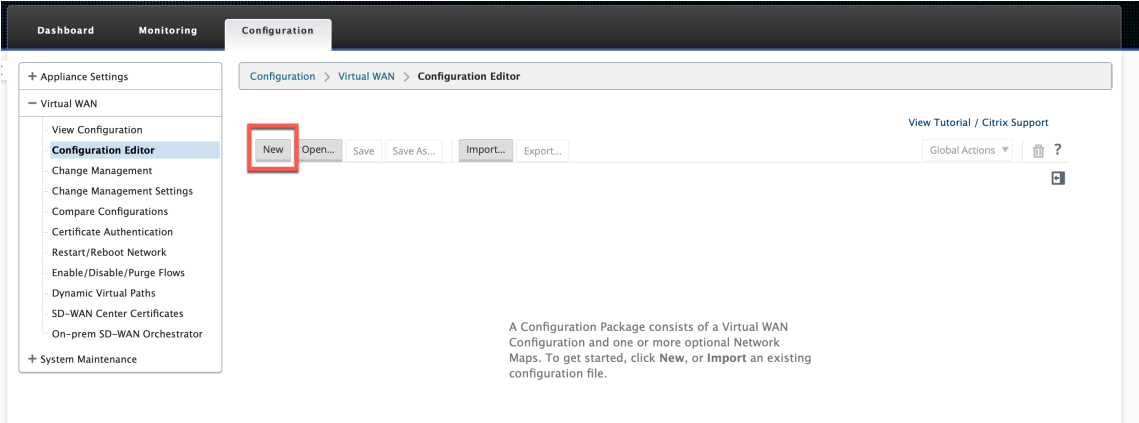 Dashboard Monitoring Configuration
+ Appliance Settings
Configuration > Virtual WAN > Configuration Editor
− Virtual WAN
View Configuration
Configuration Editor
Change Management
Change Management Settings
Compare Configurations
Certificate Authentication
Restart/Reboot Network
Enable/Disable/Purge Flows
Dynamic Virtual Paths
SD-WAN Center Certificates
On-prem SD-WAN Orchestrator
+ System Maintenance
View Tutorial / Citrix Support
New Open... Save Save As... Import... Export... Global Actions ▼ ?
A Configuration Package consists of a Virtual WAN
Configuration and one or more optional Network
Maps. To get started, click New, or Import an existing
configuration file.